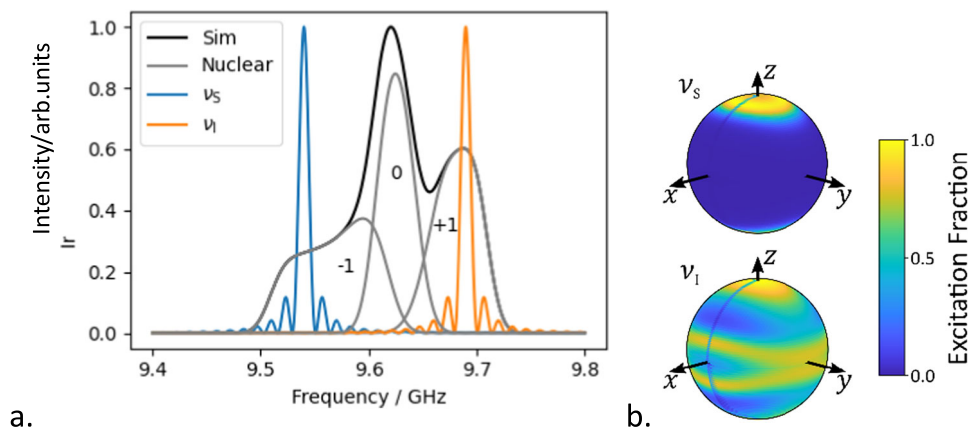 Intensity/arb.units
Ir
1.0
0.8
0.6
0.4
0.2
0.0
Sim
Nuclear
νS
νI
-1
0
+1
9.4 9.5 9.6 9.7 9.8
Frequency / GHz
a.
νS
z
x
y
νI
z
x
y
1.0
0.5
0.0
Excitation Fraction
b.